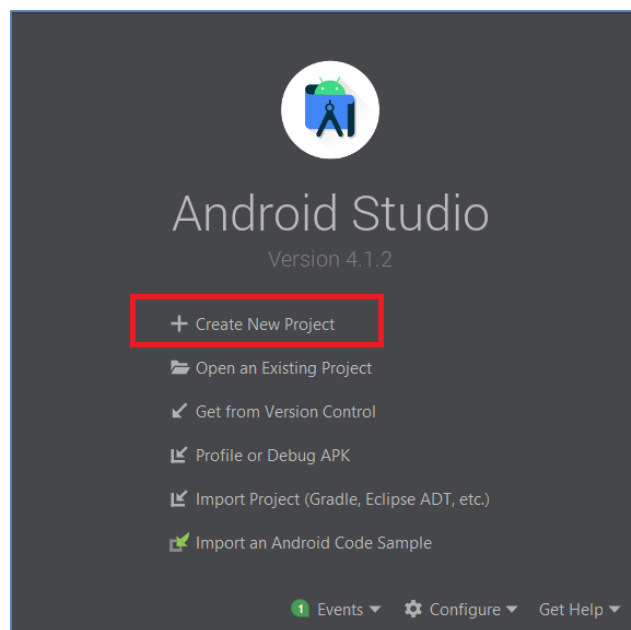 Android Studio
Version 4.1.2
Create New Project
Open an Existing Project
Get from Version Control
Profile or Debug APK
Import Project (Gradle, Eclipse ADT, etc.)
Import an Android Code Sample
1 Events Configure Get Help